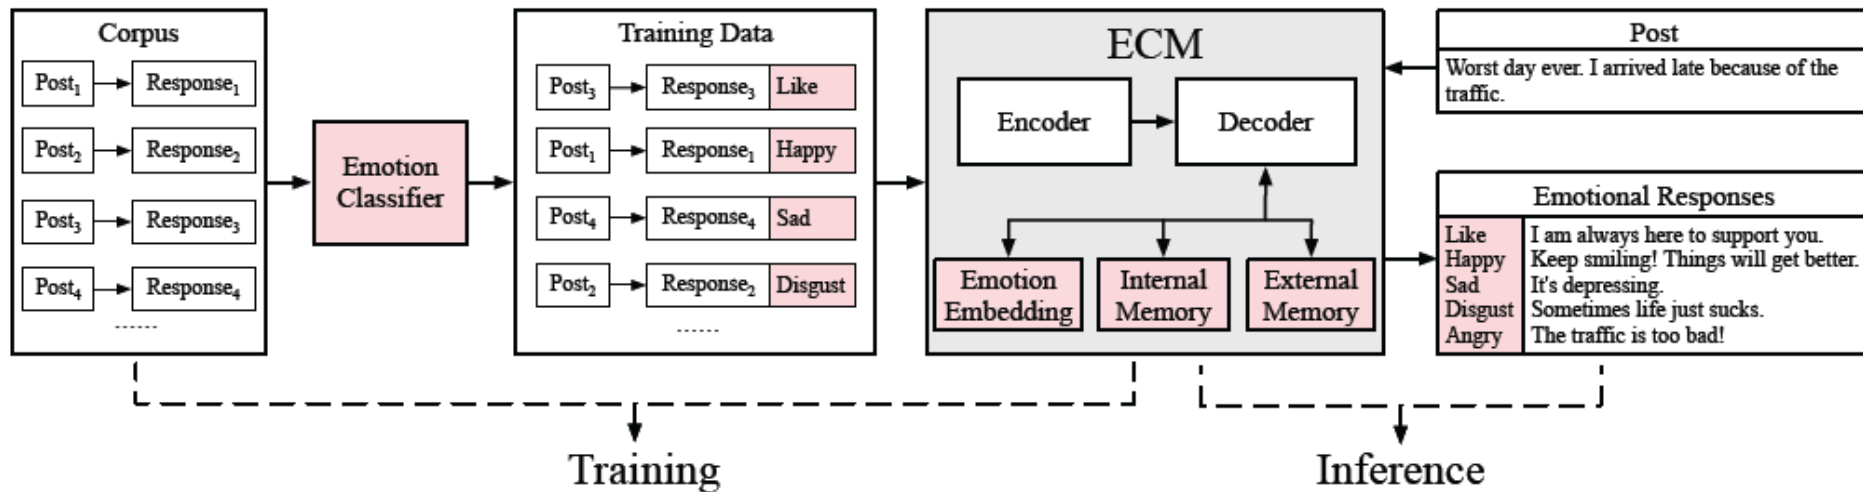 Corpus
Post₁ Response₁
Post₂ Response₂
Post₃ Response₃
Post₄ Response₄
......
Emotion
Classifier
Training Data
Post₃ Response₃ Like
Post₁ Response₁ Happy
Post₄ Response₄ Sad
Post₂ Response₂ Disgust
......
ECM
Encoder
Decoder
Emotion
Embedding
Internal
Memory
External
Memory
Post
Worst day ever. I arrived late because of the
traffic.
Emotional Responses
Like I am always here to support you.
Happy Keep smiling! Things will get better.
Sad It's depressing.
Disgust Sometimes life just sucks.
Angry The traffic is too bad!
Training
Inference